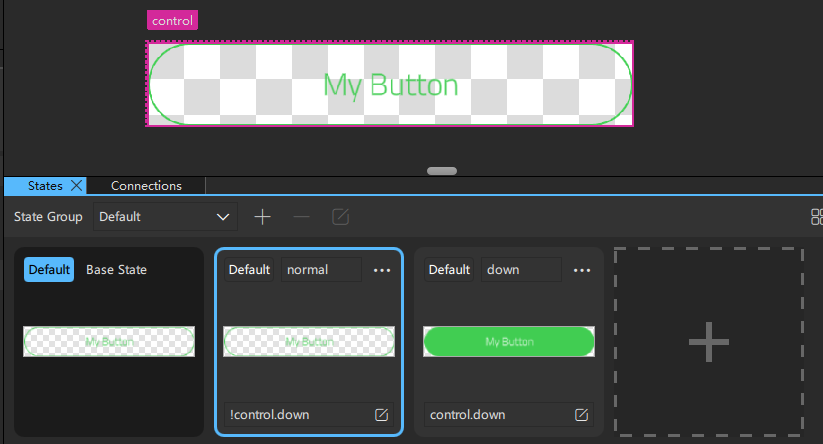 control
My Button
States Connections
State Group Default
Default Base State Default normal Default down
My Button My Button My Button
!control.down control.down